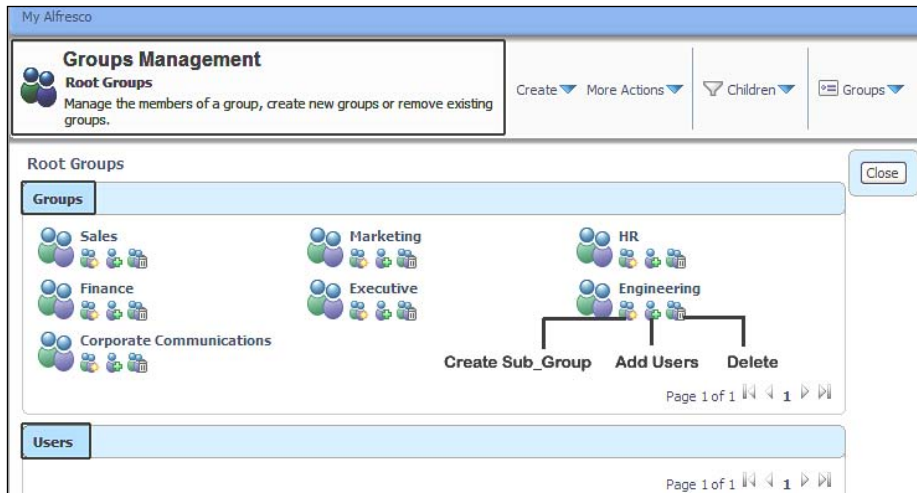 My Alfresco
Groups Management
Root Groups
Manage the members of a group, create new groups or remove existing
groups.
Create More Actions Children Groups
Root Groups
Close
Groups
Sales Marketing HR
Finance Executive Engineering
Corporate Communications
Create Sub_Group Add Users Delete
Page 1 of 1 1
Users
Page 1 of 1 1